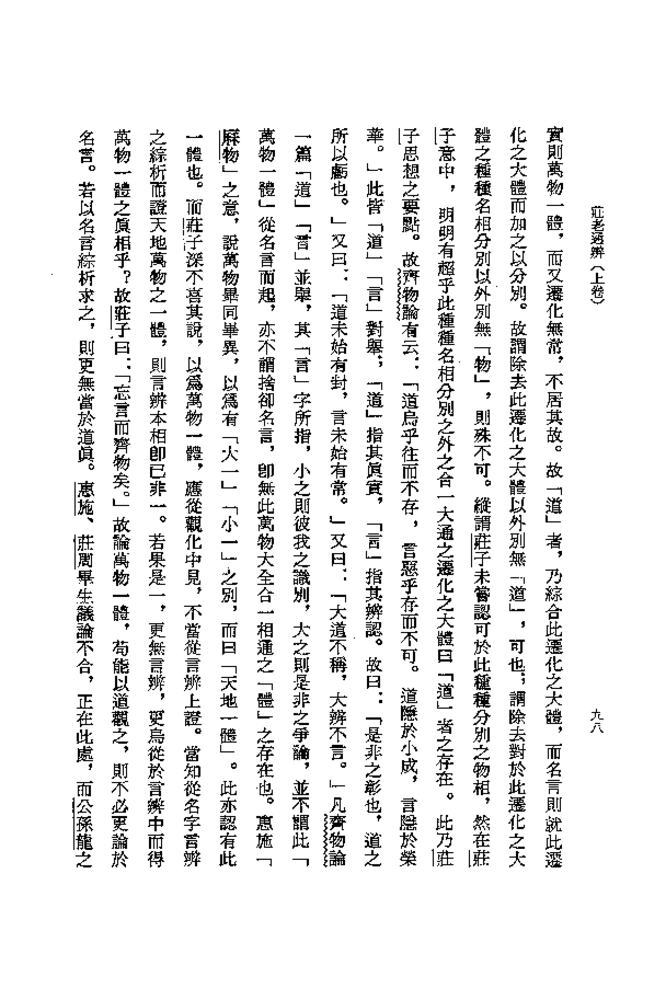 莊老通辨（上卷）
九八
實則萬物一體，而又遷化無常，不居其故。故「道」者，乃綜合此遷化之大體，而名言則就此遷
化之大體而加之以分別。故謂除去此遷化之大體以外別無「道」，可也；謂除去對於此遷化之大
體之種種名相分別以外別無「物」，則殊不可。縱謂莊子未嘗認可於此種種分別之物相，然在莊
子意中，明明有超乎此種種名相分別之外之合一大通之遷化之大體曰「道」者之存在。此乃莊
子思想之要點。故齊物論有云：「道烏乎往而不存，言惡乎存而不可。道隱於小成，言隱於榮
華。」此皆「道」「言」對舉，「道」指其眞實，「言」指其辨認。故曰：「是非之彰也，道之
所以虧也。」又曰：「道未始有封，言未始有常。」又曰：「大道不稱，大辨不言。」凡齊物論
一篇「道」「言」並舉，其「言」字所指，小之則彼我之識別，大之則是非之爭論，並不謂此「
萬物一體」從名言而起，亦不謂捨卻名言，卽無此萬物大全合一相通之「體」之存在也。惠施「
厤物」之意，說萬物畢同畢異，以爲有「大一」「小一」之別，而曰「天地一體」。此亦認有此
一體也。而莊子深不喜其說，以爲萬物一體，應從觀化中見，不當從言辨上證。當知從名字言辨
之綜析而證天地萬物之一體，則言辨本相卽已非一。若果是一，更無言辨，更烏從於言辨中而得
萬物一體之眞相乎？故莊子曰：「忘言而齊物矣。」故論萬物一體，苟能以道觀之，則不必更論於
名言。若以名言綜析求之，則更無當於道眞。惠施、莊周畢生議論不合，正在此處，而公孫龍之